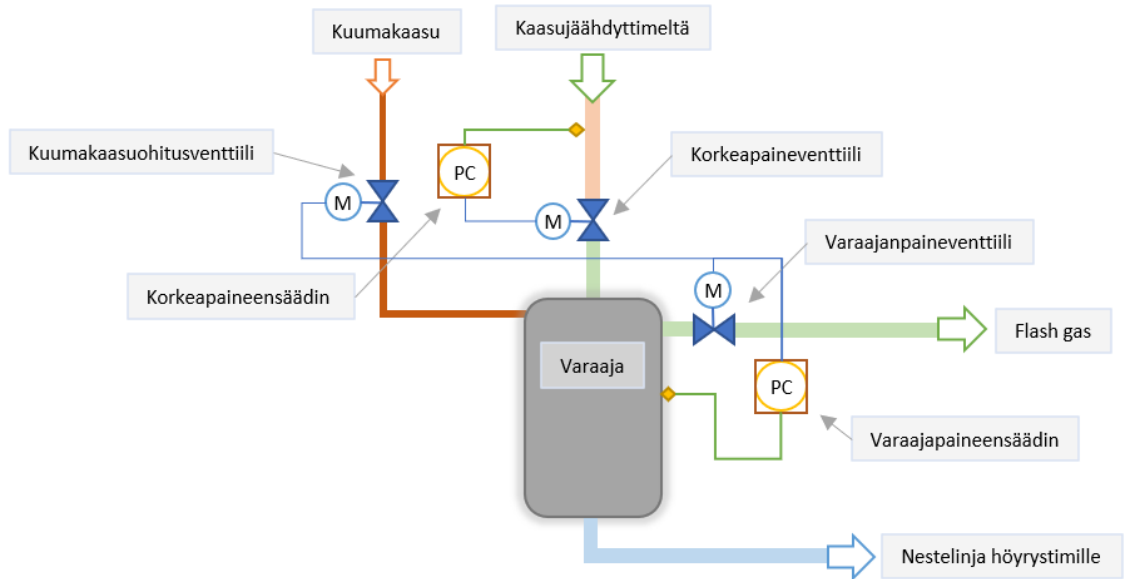 Kuumakaasu
Kaasujäähdyttimeltä
Kuumakaasuohitusventtiili
PC
Korkeapaineventtiili
M
M
Varaajanpaineventtiili
Korkeapaineensäädin
M
Flash gas
Varaaja
PC
Varaajapaineensäädin
Nestelinja höyrystimille